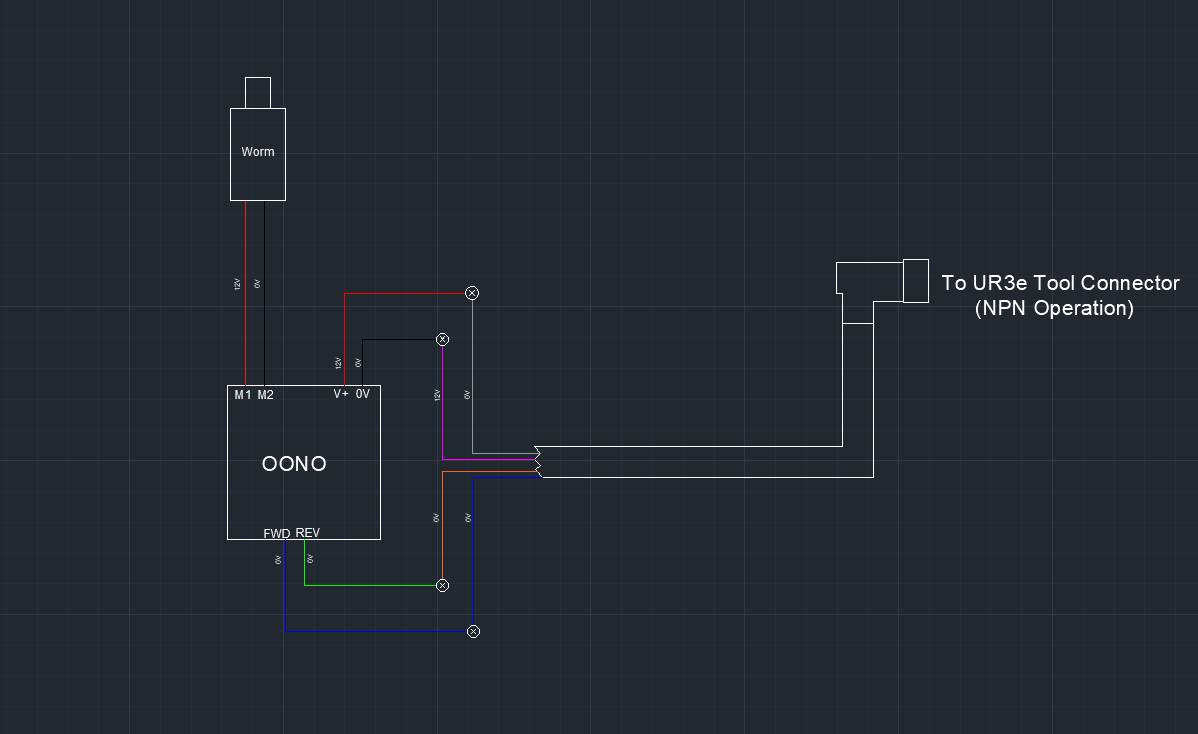 Worm
12V
0V
To UR3e Tool Connector
(NPN Operation)
12V
0V
M1 M2
V+ 0V
12V
0V
OONO
0V
0V
FWD REV
0V
0V